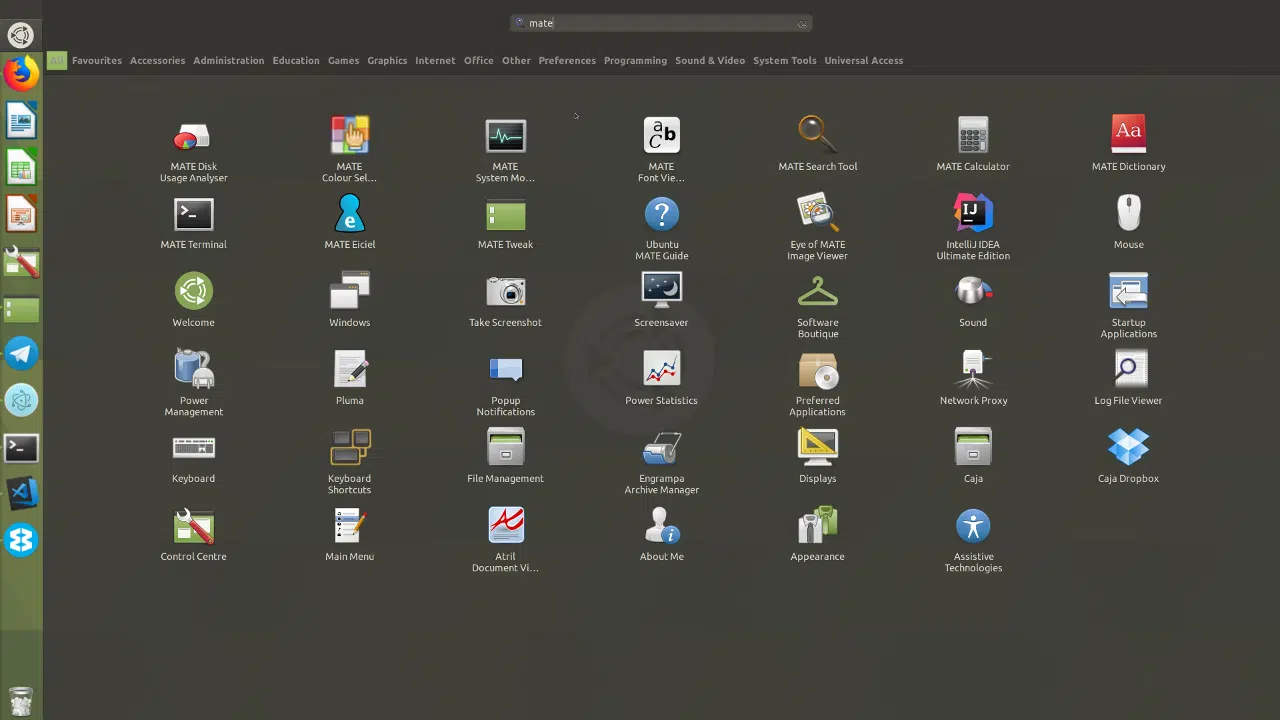 mate
All Favourites Accessories Administration Education Games Graphics Internet Office Other Preferences Programming Sound & Video System Tools Universal Access
MATE Disk
Usage Analyser
MATE
Colour Sel...
MATE
System Mo...
MATE
Font Vie...
MATE Search Tool
MATE Calculator
Aa
MATE Dictionary
MATE Terminal
MATE Eiciel
MATE Tweak
Ubuntu
MATE Guide
Eye of MATE
Image Viewer
IJ
IntelliJ IDEA
Ultimate Edition
Mouse
Welcome
Windows
Take Screenshot
Screensaver
Software
Boutique
Sound
Startup
Applications
Power
Management
Pluma
Popup
Notifications
Power Statistics
Preferred
Applications
Network Proxy
Log File Viewer
Keyboard
Keyboard
Shortcuts
File Management
Engrampa
Archive Manager
Displays
Caja
Caja Dropbox
Control Centre
Main Menu
Atril
Document Vi...
About Me
Appearance
Assistive
Technologies